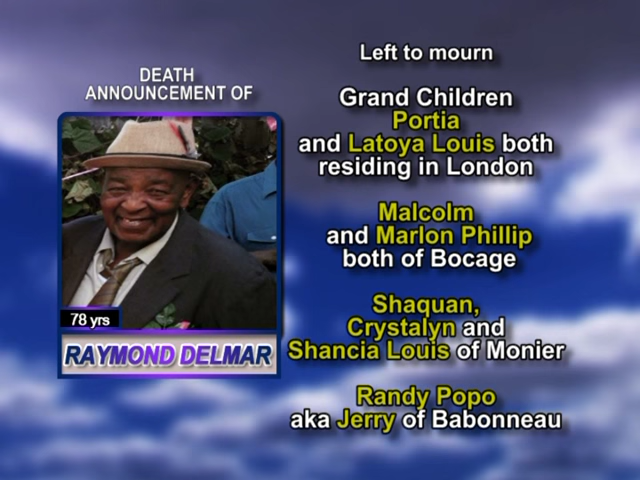 DEATH
ANNOUNCEMENT OF
78 yrs
RAYMOND DELMAR
Left to mourn
Grand Children
Portia
and Latoya Louis both
residing in London
Malcolm
and Marlon Phillip
both of Bocage
Shaquan,
Crystalyn and
Shancia Louis of Monier
Randy Popo
aka Jerry of Babonneau